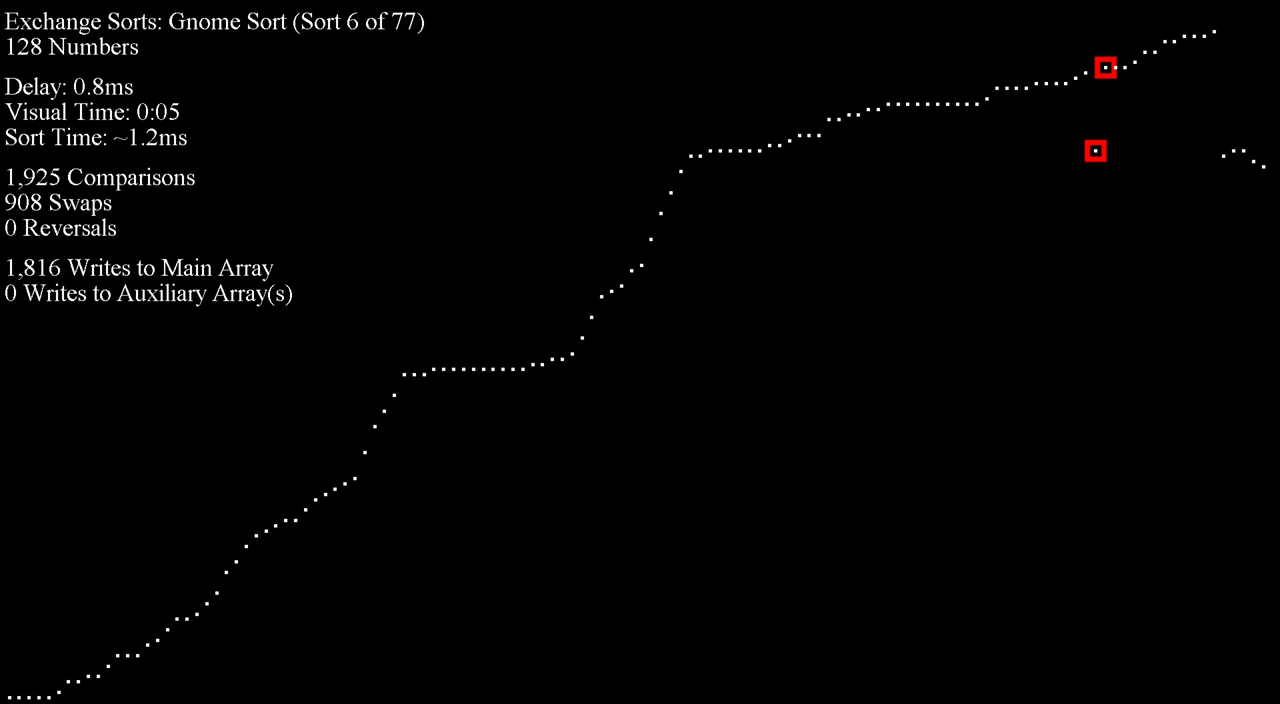 Exchange Sorts: Gnome Sort (Sort 6 of 77)
128 Numbers
Delay: 0.8ms
Visual Time: 0:05
Sort Time: ~1.2ms
1,925 Comparisons
908 Swaps
0 Reversals
1,816 Writes to Main Array
0 Writes to Auxiliary Array(s)